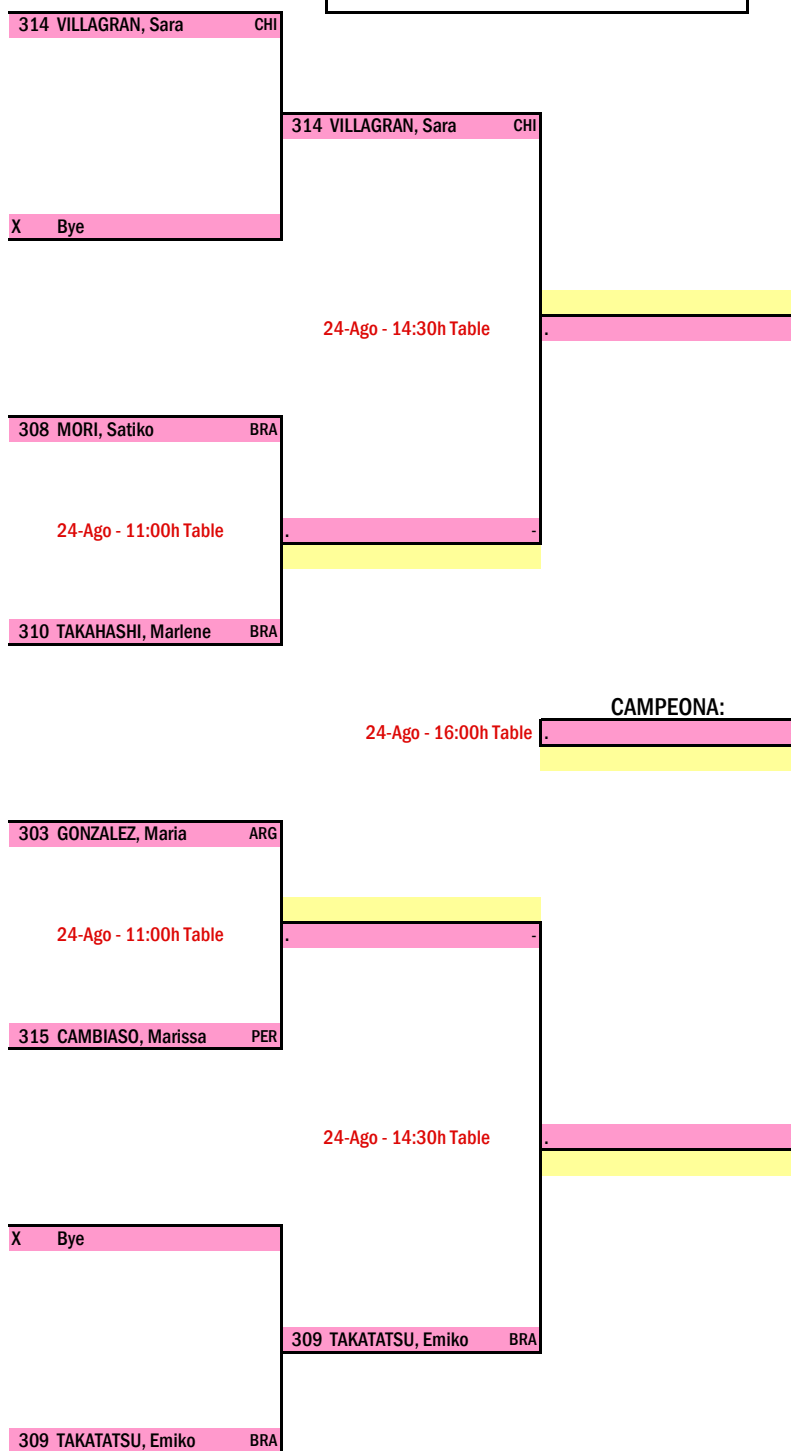 314 VILLAGRAN, Sara CHI
314 VILLAGRAN, Sara CHI
X Bye
24-Ago - 14:30h Table
.
308 MORI, Satiko BRA
24-Ago - 11:00h Table
. -
310 TAKAHASHI, Marlene BRA
CAMPEONA:
24-Ago - 16:00h Table
.
303 GONZALEZ, Maria ARG
24-Ago - 11:00h Table
. -
315 CAMBIASO, Marissa PER
24-Ago - 14:30h Table
.
X Bye
309 TAKATATSU, Emiko BRA
309 TAKATATSU, Emiko BRA